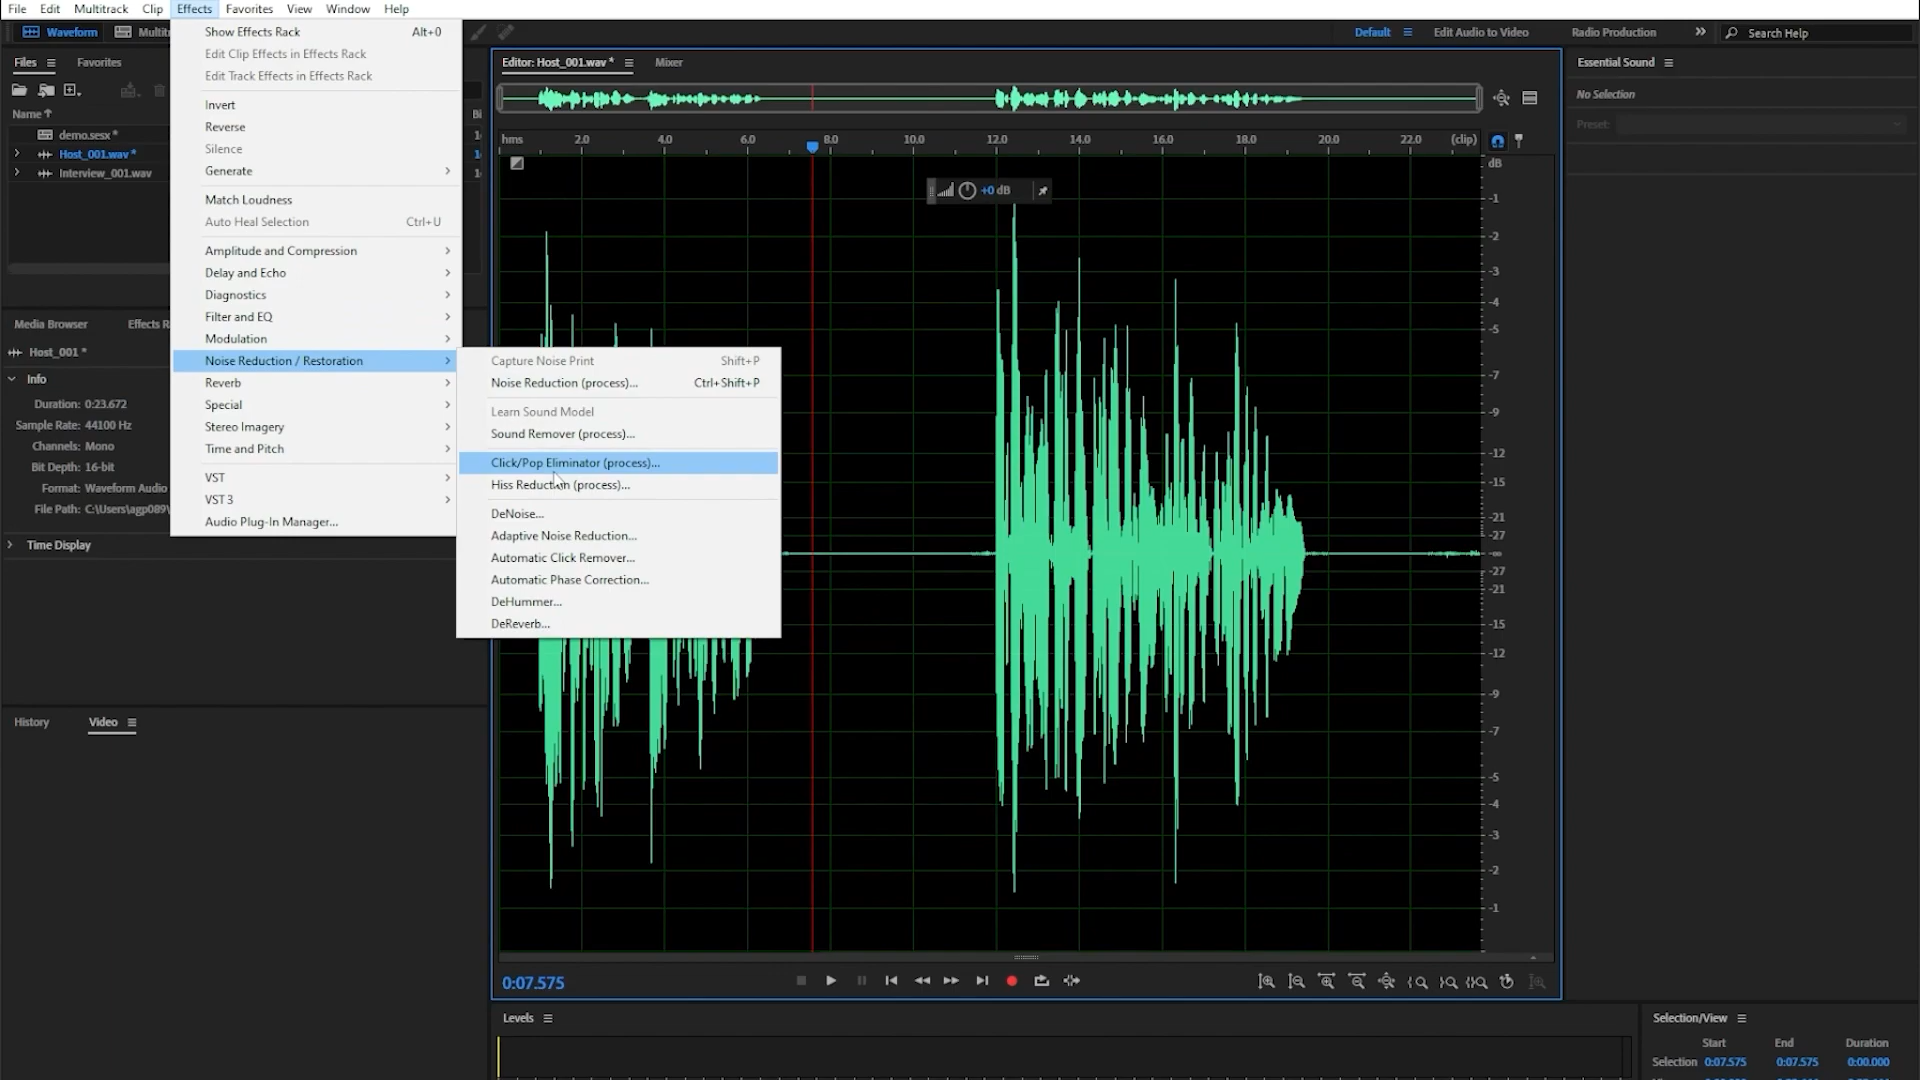 File Edit Multitrack Clip Effects Favorites View Window Help
Waveform Default Edit Audio to Video Radio Production Search Help
Files Favorites
Name
demo.sesx *
Host_001.wav *
Interview_001.wav
Media Browser Effects R
Host_001 *
Info
Duration: 0:23.672
Sample Rate: 44100 Hz
Channels: Mono
Bit Depth: 16-bit
Format: Waveform Audio
File Path: C:\Users\agp089\
Time Display
History Video
Show Effects Rack Alt+0
Edit Clip Effects in Effects Rack
Edit Track Effects in Effects Rack
Invert
Reverse
Silence
Generate
Match Loudness
Auto Heal Selection Ctrl+U
Amplitude and Compression
Delay and Echo
Diagnostics
Filter and EQ
Modulation
Noise Reduction / Restoration
Reverb
Special
Stereo Imagery
Time and Pitch
VST
VST 3
Audio Plug-In Manager...
Capture Noise Print Shift+P
Noise Reduction (process)... Ctrl+Shift+P
Learn Sound Model
Sound Remover (process)...
Click/Pop Eliminator (process)...
Hiss Reduction (process)...
DeNoise...
Adaptive Noise Reduction...
Automatic Click Remover...
Automatic Phase Correction...
DeHummer...
DeReverb...
Editor: Host_001.wav * Mixer
hms 2.0 4.0 6.0 8.0 10.0 12.0 14.0 16.0 18.0 20.0 22.0 (clip)
+0 dB
dB
-1
-2
-3
-4
-5
-7
-9
-12
-15
-21
-27
-∞
-27
-21
-15
-12
-9
-7
-5
-4
-3
-2
-1
0:07.575
Levels
Essential Sound
No Selection
Preset:
Selection/View
Start End Duration
Selection 0:07.575 0:07.575 0:00.000